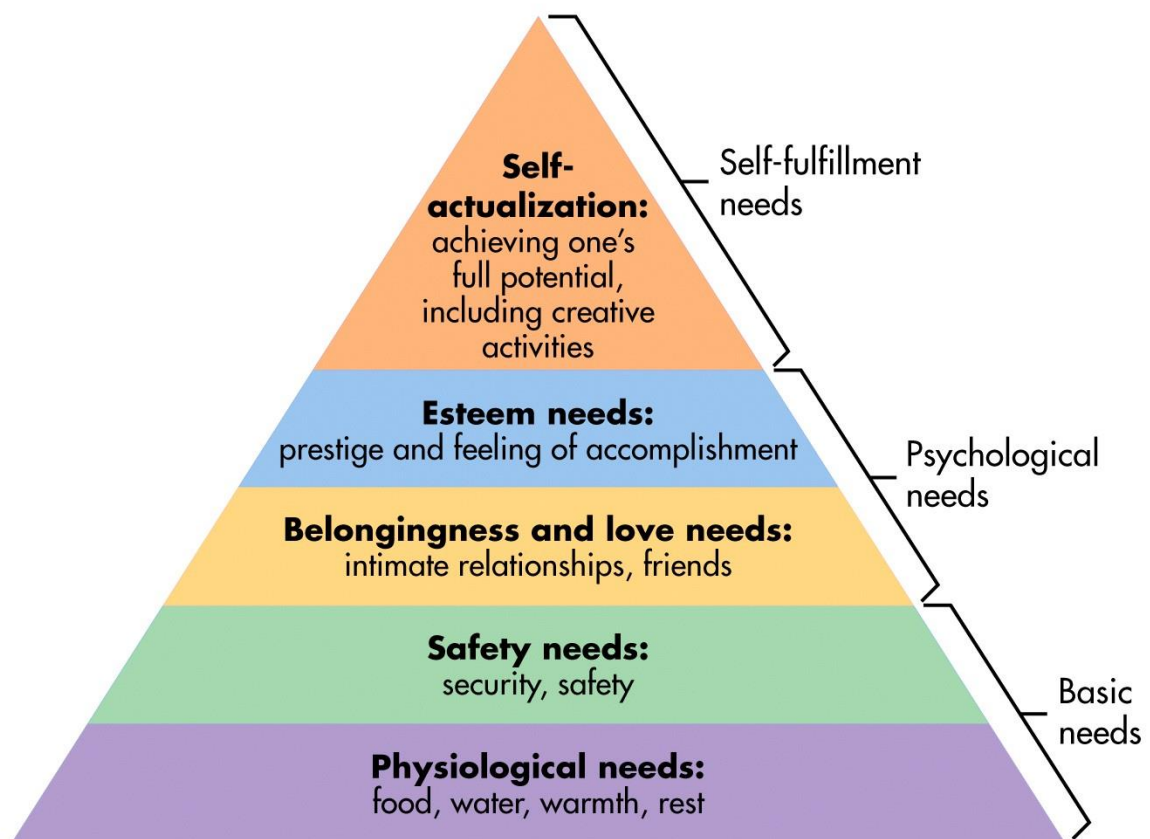 Self-
actualization:
achieving one's
full potential,
including creative
activities
Self-fulfillment
needs
Esteem needs:
prestige and feeling of accomplishment
Psychological
needs
Belongingness and love needs:
intimate relationships, friends
Safety needs:
security, safety
Basic
needs
Physiological needs:
food, water, warmth, rest